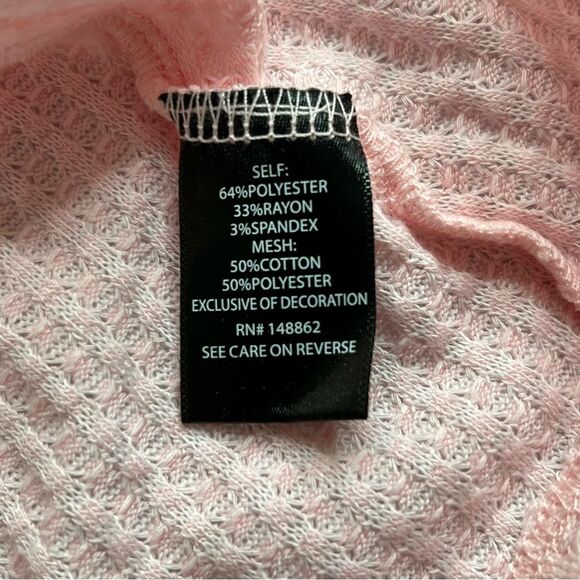 SELF:
64%POLYESTER
33%RAYON
3%SPANDEX
MESH:
50%COTTON
50%POLYESTER
EXCLUSIVE OF DECORATION
RN# 148862
SEE CARE ON REVERSE